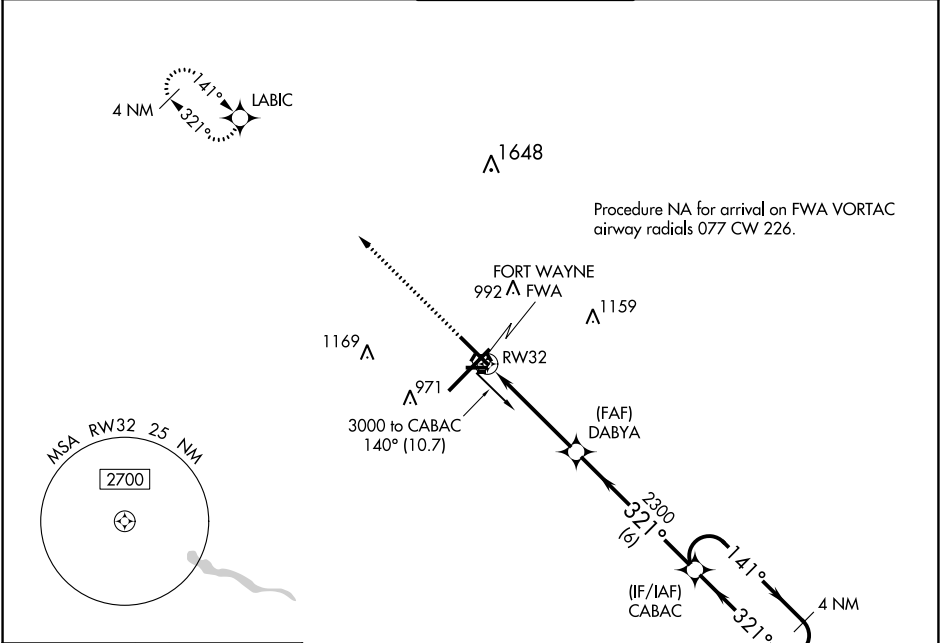 141°
4 NM
321°
LABIC
1648
Procedure NA for arrival on FWA VORTAC
airway radials 077 CW 226.
FORT WAYNE
992
FWA
1159
1169
RW32
971
3000 to CABAC
140° (10.7)
(FAF)
DABYA
MSA RW32 25 NM
2700
2300
321°
(6)
141°
(IF/IAF)
CABAC
4 NM
321°